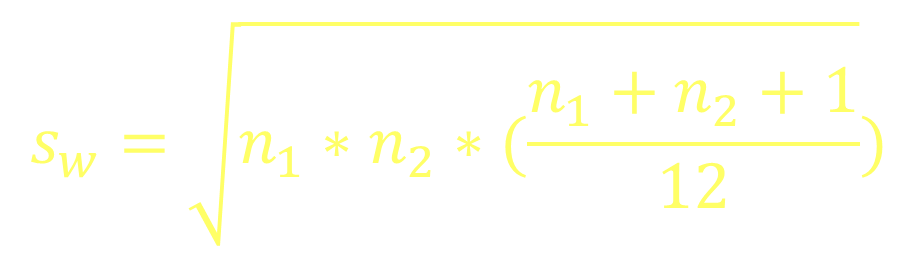 s_w = √(n_1 * n_2 * ((n_1 + n_2 + 1)/12))